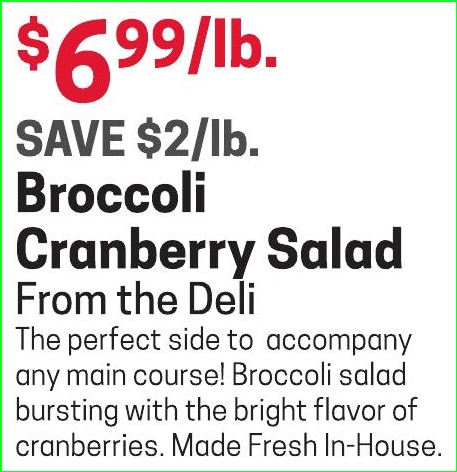 $6.99/lb.
SAVE $2/lb.
Broccoli
Cranberry Salad
From the Deli
The perfect side to accompany
any main course! Broccoli salad
bursting with the bright flavor of
cranberries. Made Fresh In-House.